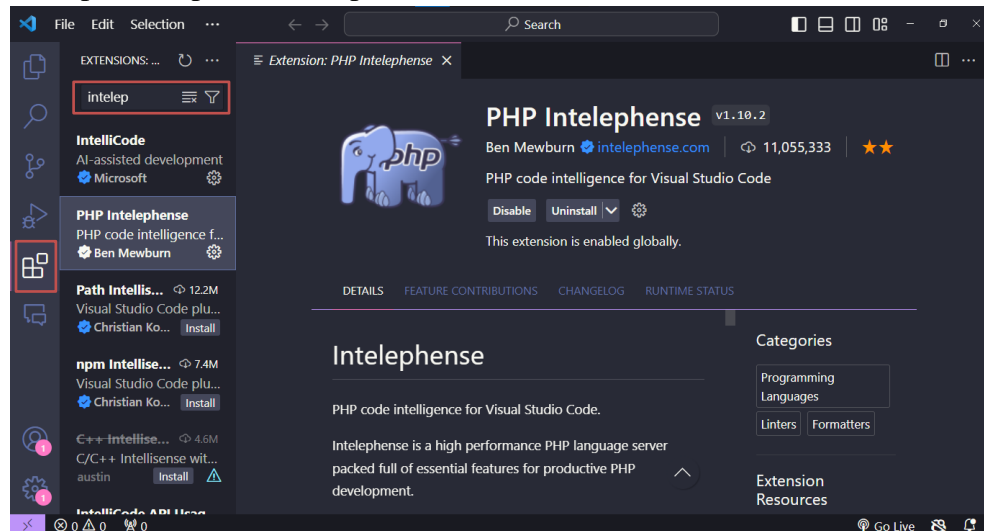 File Edit Selection ··· Search
EXTENSIONS: ... ···
intelep
IntelliCode
AI-assisted development
Microsoft
PHP Intelephense
PHP code intelligence f...
Ben Mewburn
Path Intellis... 12.2M
Visual Studio Code plu...
Christian Ko... Install
npm Intellise... 7.4M
Visual Studio Code plu...
Christian Ko... Install
C++ Intellise... 4.6M
C/C++ Intellisense wit...
austin Install
1
1
Extension: PHP Intelephense
php
PHP Intelephense v1.10.2
Ben Mewburn intelephense.com 11,055,333
PHP code intelligence for Visual Studio Code
Disable Uninstall
This extension is enabled globally.
DETAILS FEATURE CONTRIBUTIONS CHANGELOG RUNTIME STATUS
Intelephense
PHP code intelligence for Visual Studio Code.
Intelephense is a high performance PHP language server
packed full of essential features for productive PHP
development.
Categories
Programming
Languages
Linters Formatters
Extension
Resources
0 0 0 Go Live